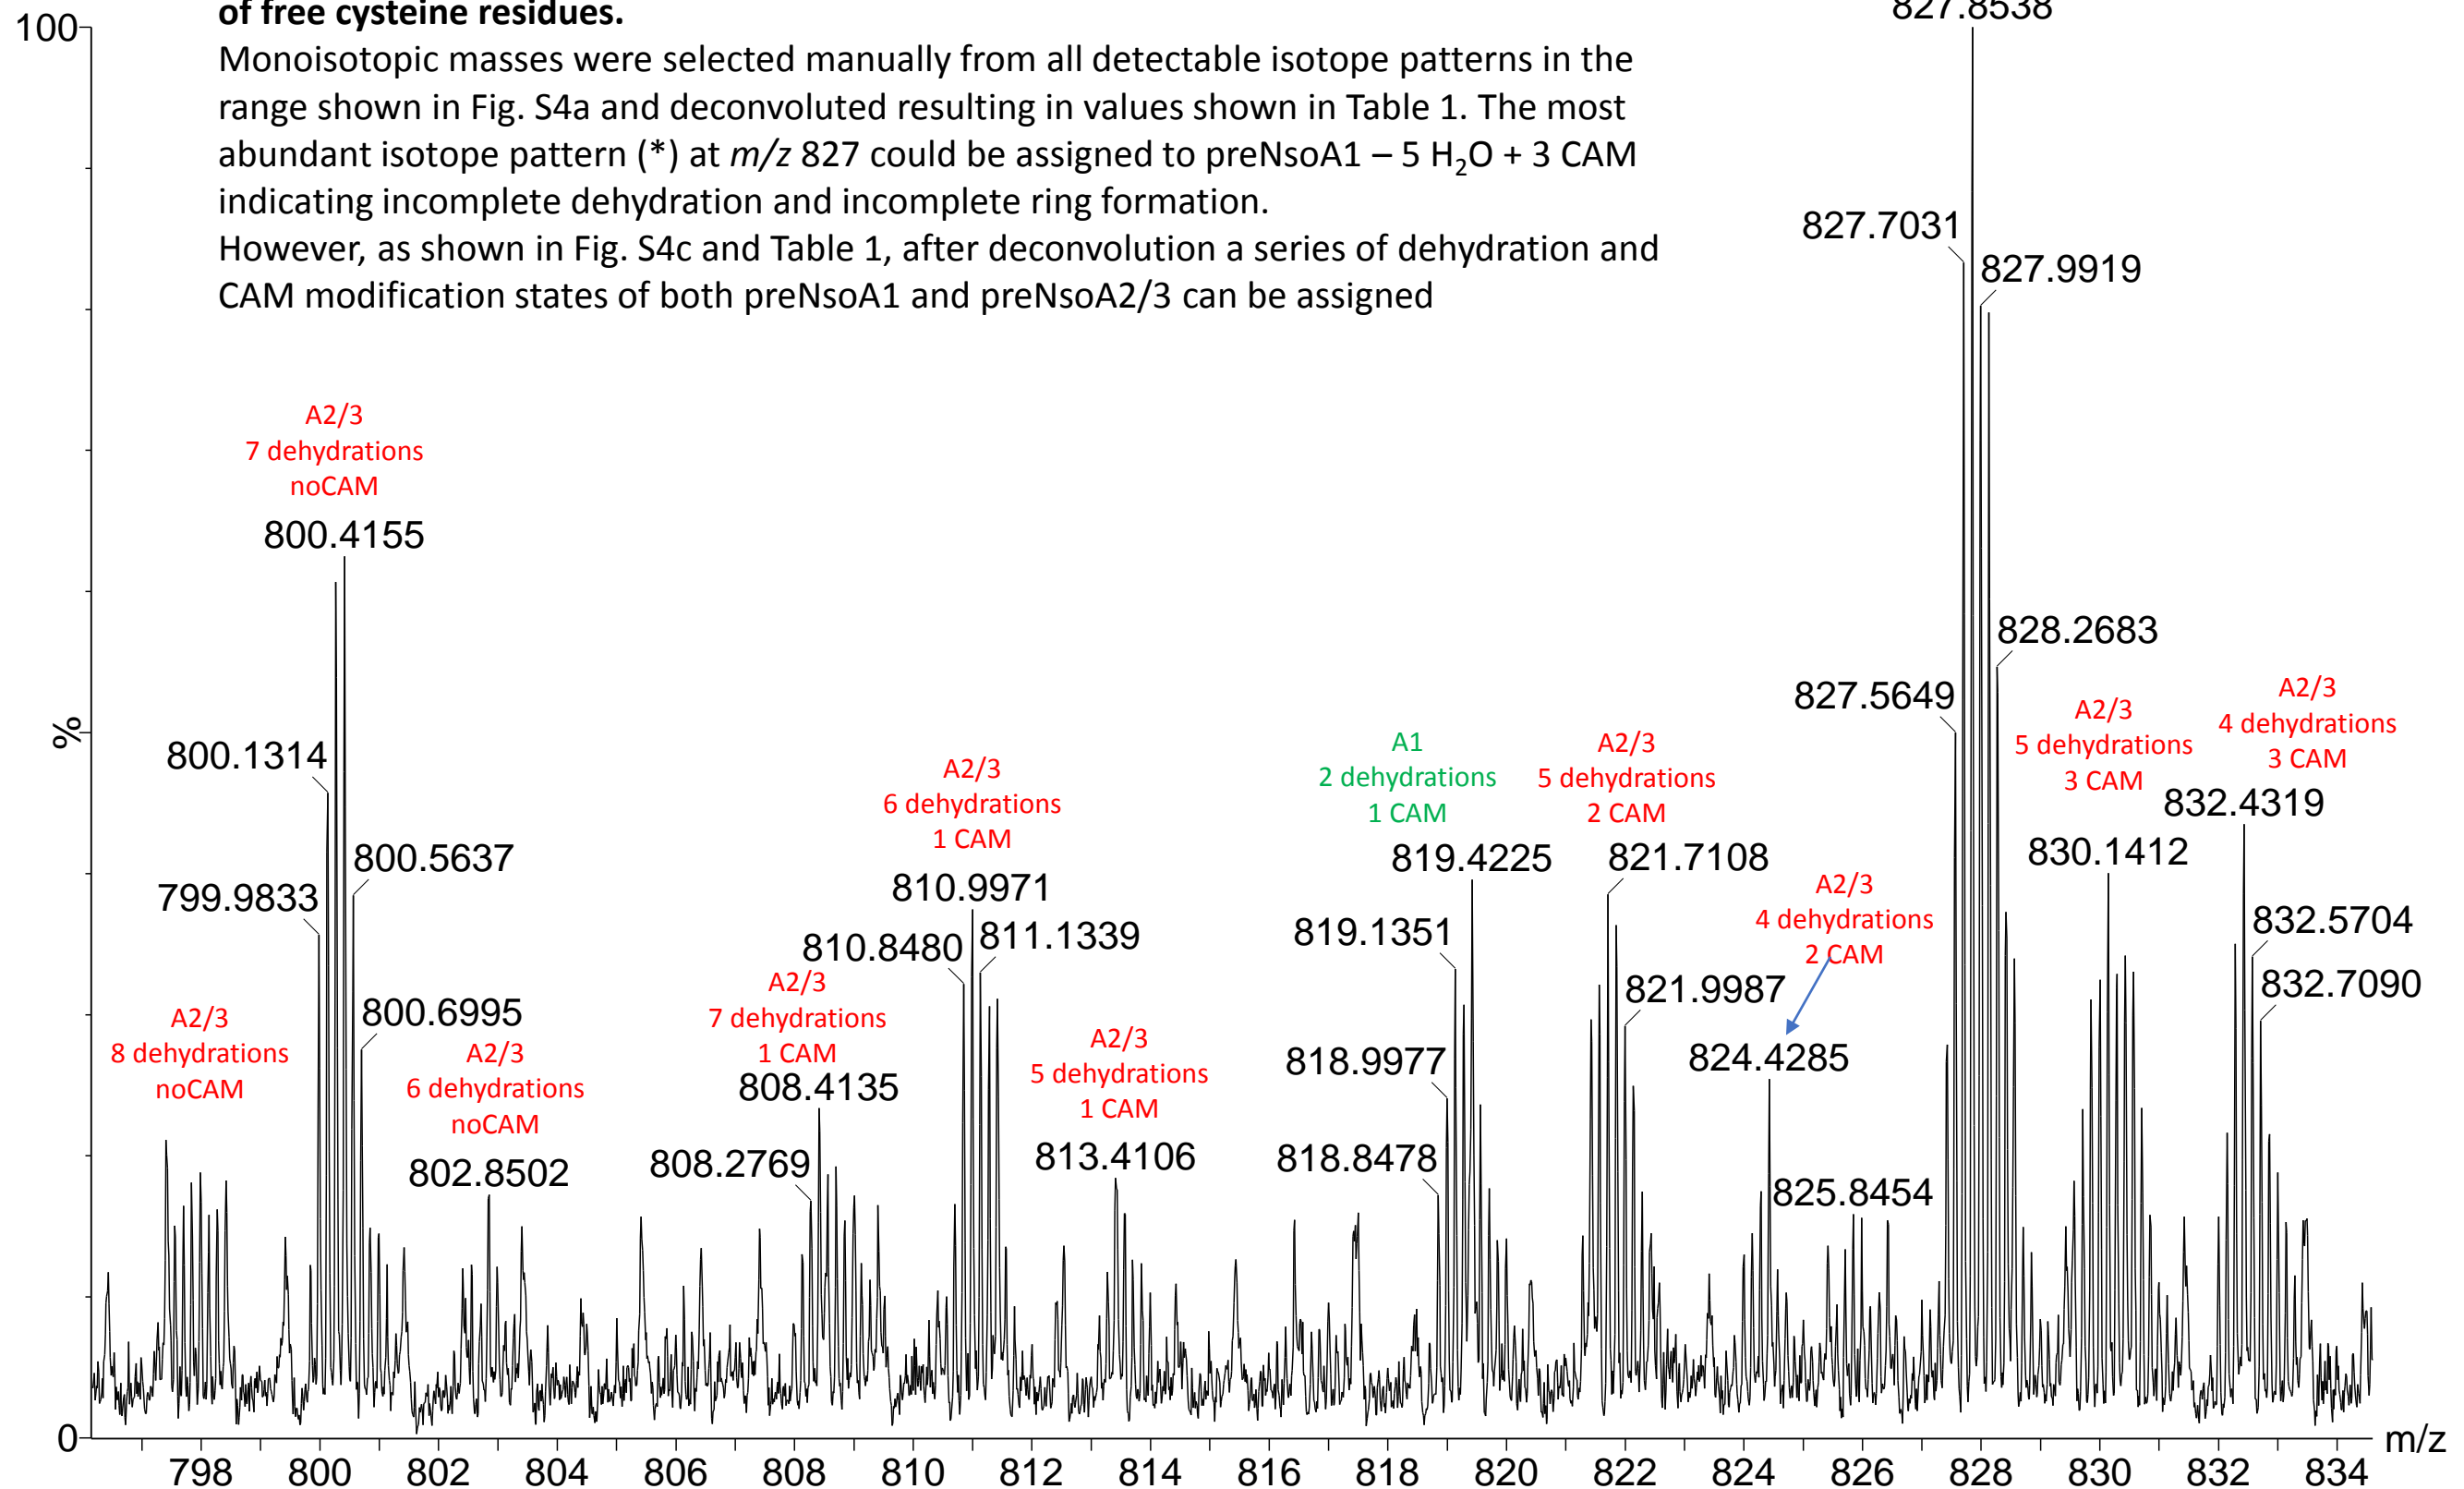 of free cysteine residues.
827.8538
100
Monoisotopic masses were selected manually from all detectable isotope patterns in the
range shown in Fig. S4a and deconvoluted resulting in values shown in Table 1. The most
abundant isotope pattern (*) at m/z 827 could be assigned to preNsoA1 – 5 H₂O + 3 CAM
indicating incomplete dehydration and incomplete ring formation.
However, as shown in Fig. S4c and Table 1, after deconvolution a series of dehydration and
CAM modification states of both preNsoA1 and preNsoA2/3 can be assigned
827.7031
827.9919
A2/3
7 dehydrations
noCAM
800.4155
828.2683
827.5649
%
800.1314
799.9833
800.5637
800.6995
A2/3
8 dehydrations
noCAM
A2/3
6 dehydrations
noCAM
802.8502
A2/3
7 dehydrations
1 CAM
808.4135
808.2769
A2/3
6 dehydrations
1 CAM
810.9971
810.8480
811.1339
A2/3
5 dehydrations
1 CAM
813.4106
A1
2 dehydrations
1 CAM
819.4225
819.1351
818.9977
818.8478
A2/3
5 dehydrations
2 CAM
821.7108
821.9987
A2/3
4 dehydrations
2 CAM
824.4285
825.8454
A2/3
5 dehydrations
3 CAM
830.1412
A2/3
4 dehydrations
3 CAM
832.4319
832.5704
832.7090
0
m/z
798 800 802 804 806 808 810 812 814 816 818 820 822 824 826 828 830 832 834